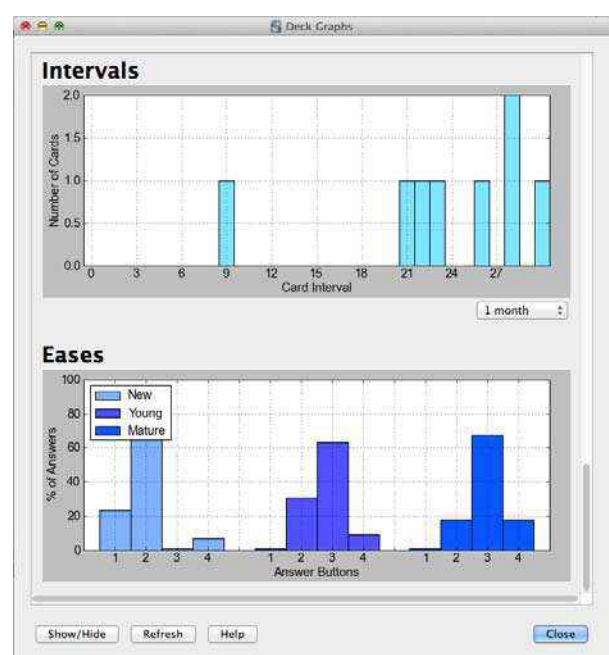 Deck Graphs
Intervals
2.0
1.5
1.0
0.5
0.0
Number of Cards
0 3 6 9 12 15 18 21 24 27
Card Interval
1 month
Eases
100
80
60
40
20
0
% of Answers
New
Young
Mature
1 2 3 4 1 2 3 4 1 2 3 4
Answer Buttons
Show/Hide Refresh Help Close